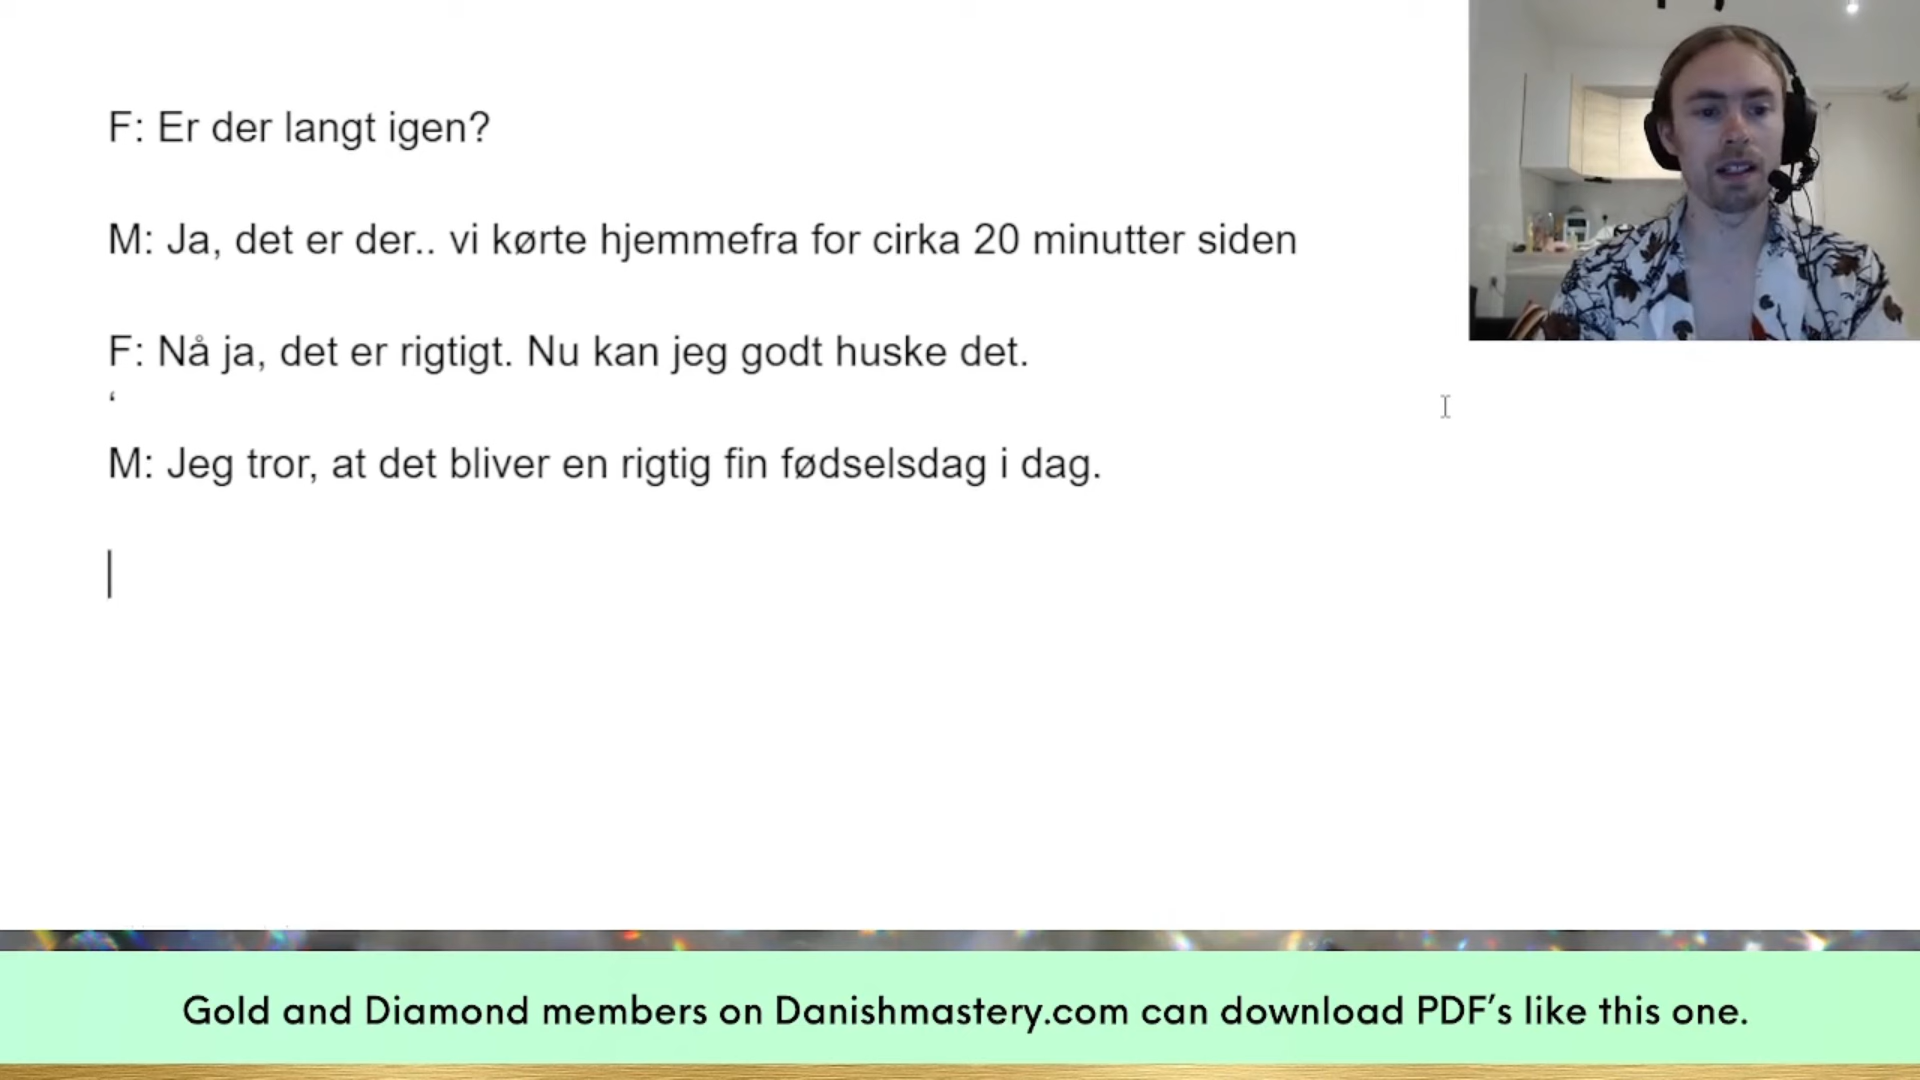 F: Er der langt igen?
M: Ja, det er der.. vi kørte hjemmefra for cirka 20 minutter siden
F: Nå ja, det er rigtigt. Nu kan jeg godt huske det.
‘
M: Jeg tror, at det bliver en rigtig fin fødselsdag i dag.
Gold and Diamond members on Danishmastery.com can download PDF’s like this one.